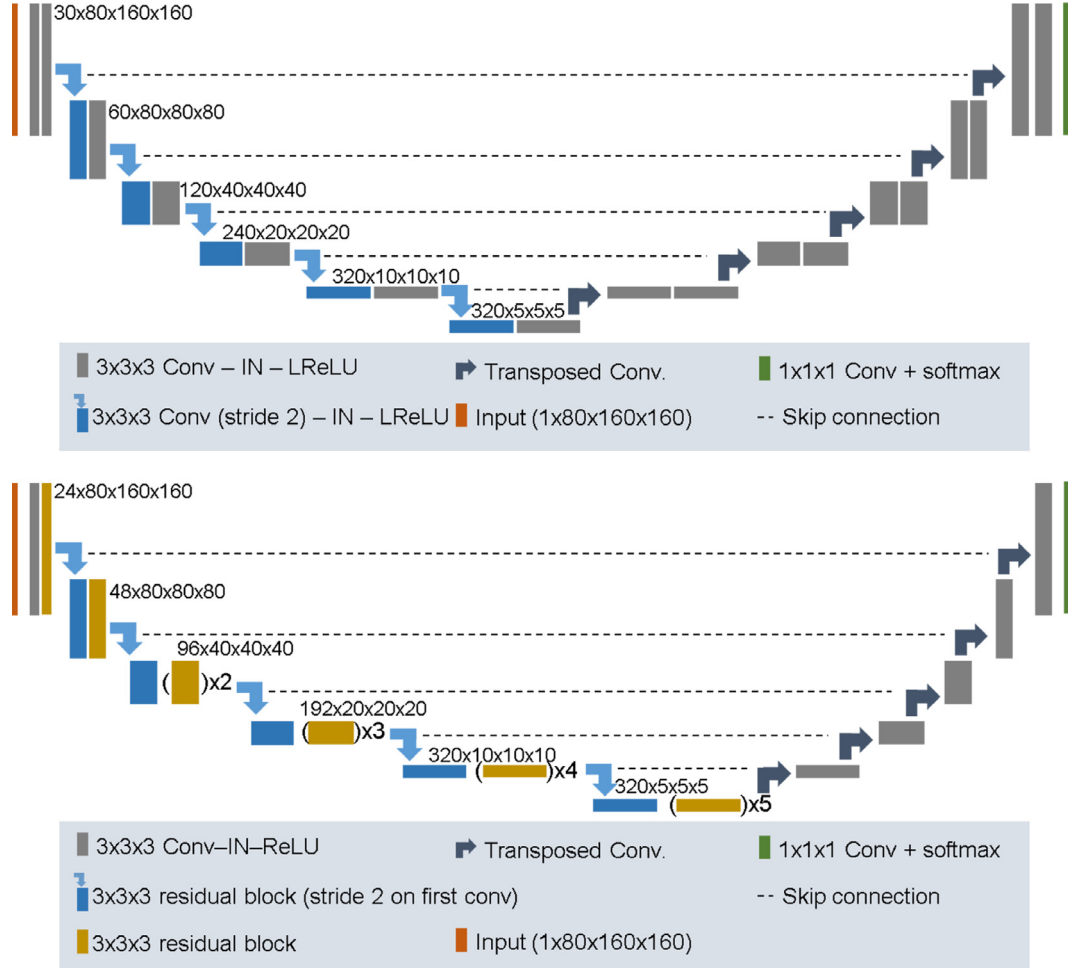 30x80x160x160
60x80x80x80
120x40x40x40
240x20x20x20
320x10x10x10
320x5x5x5
3x3x3 Conv – IN – LReLU
Transposed Conv.
1x1x1 Conv + softmax
3x3x3 Conv (stride 2) – IN – LReLU
Input (1x80x160x160)
-- Skip connection
24x80x160x160
48x80x80x80
96x40x40x40
( )x2
192x20x20x20
( )x3
320x10x10x10
( )x4
320x5x5x5
( )x5
3x3x3 Conv–IN–ReLU
Transposed Conv.
1x1x1 Conv + softmax
3x3x3 residual block (stride 2 on first conv)
-- Skip connection
3x3x3 residual block
Input (1x80x160x160)